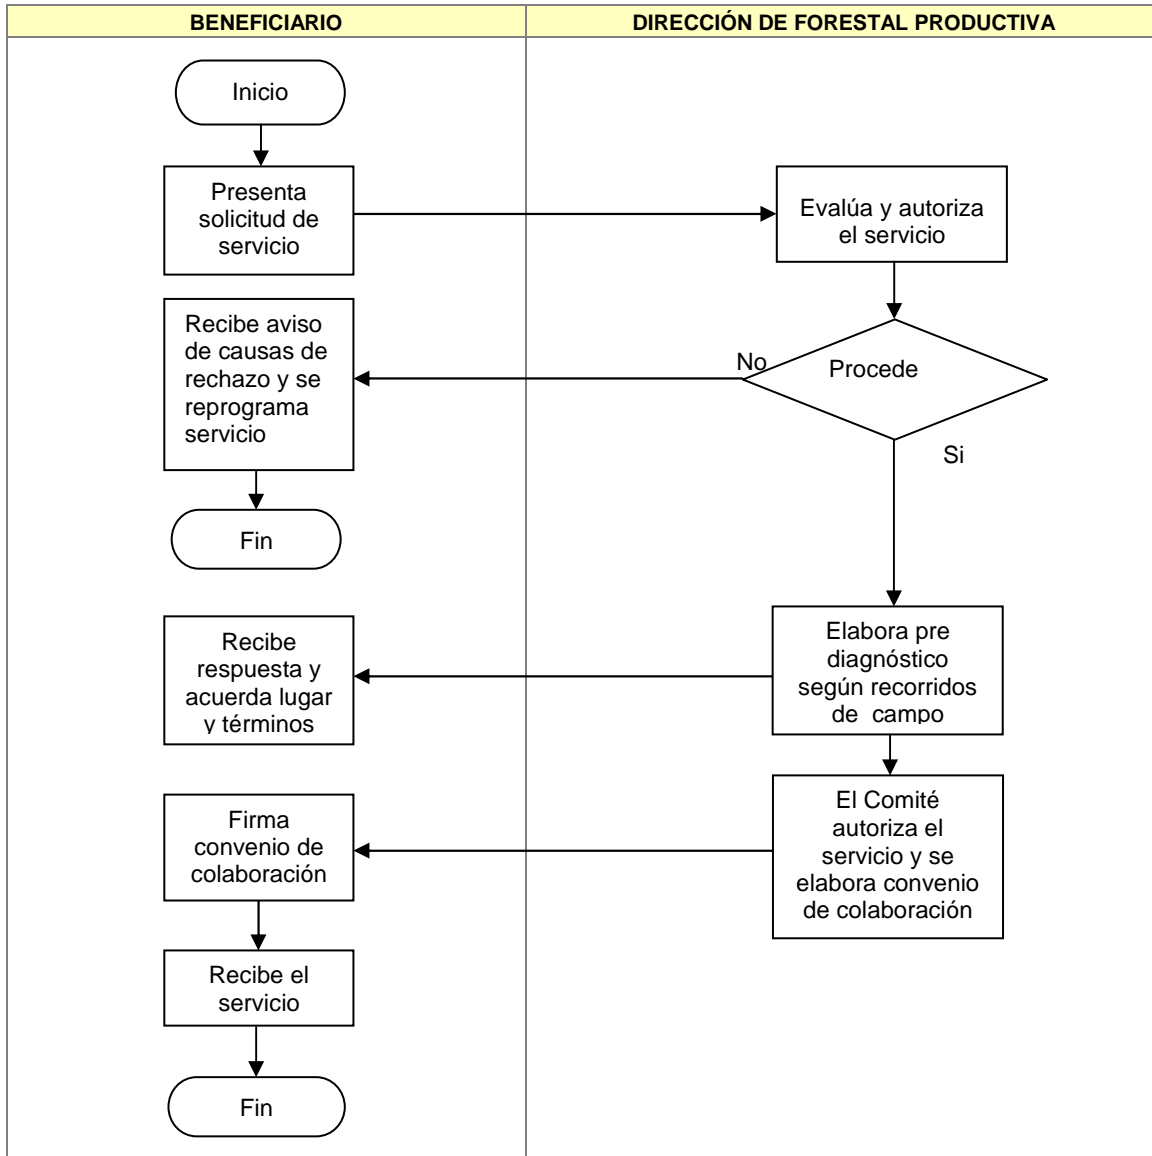 BENEFICIARIO
DIRECCIÓN DE FORESTAL PRODUCTIVA
Inicio
Presenta
solicitud de
servicio
Evalúa y autoriza
el servicio
Recibe aviso
de causas de
rechazo y se
reprograma
servicio
No
Procede
Si
Fin
Recibe
respuesta y
acuerda lugar
y términos
Elabora pre
diagnóstico
según recorridos
de campo
Firma
convenio de
colaboración
El Comité
autoriza el
servicio y se
elabora convenio
de colaboración
Recibe el
servicio
Fin